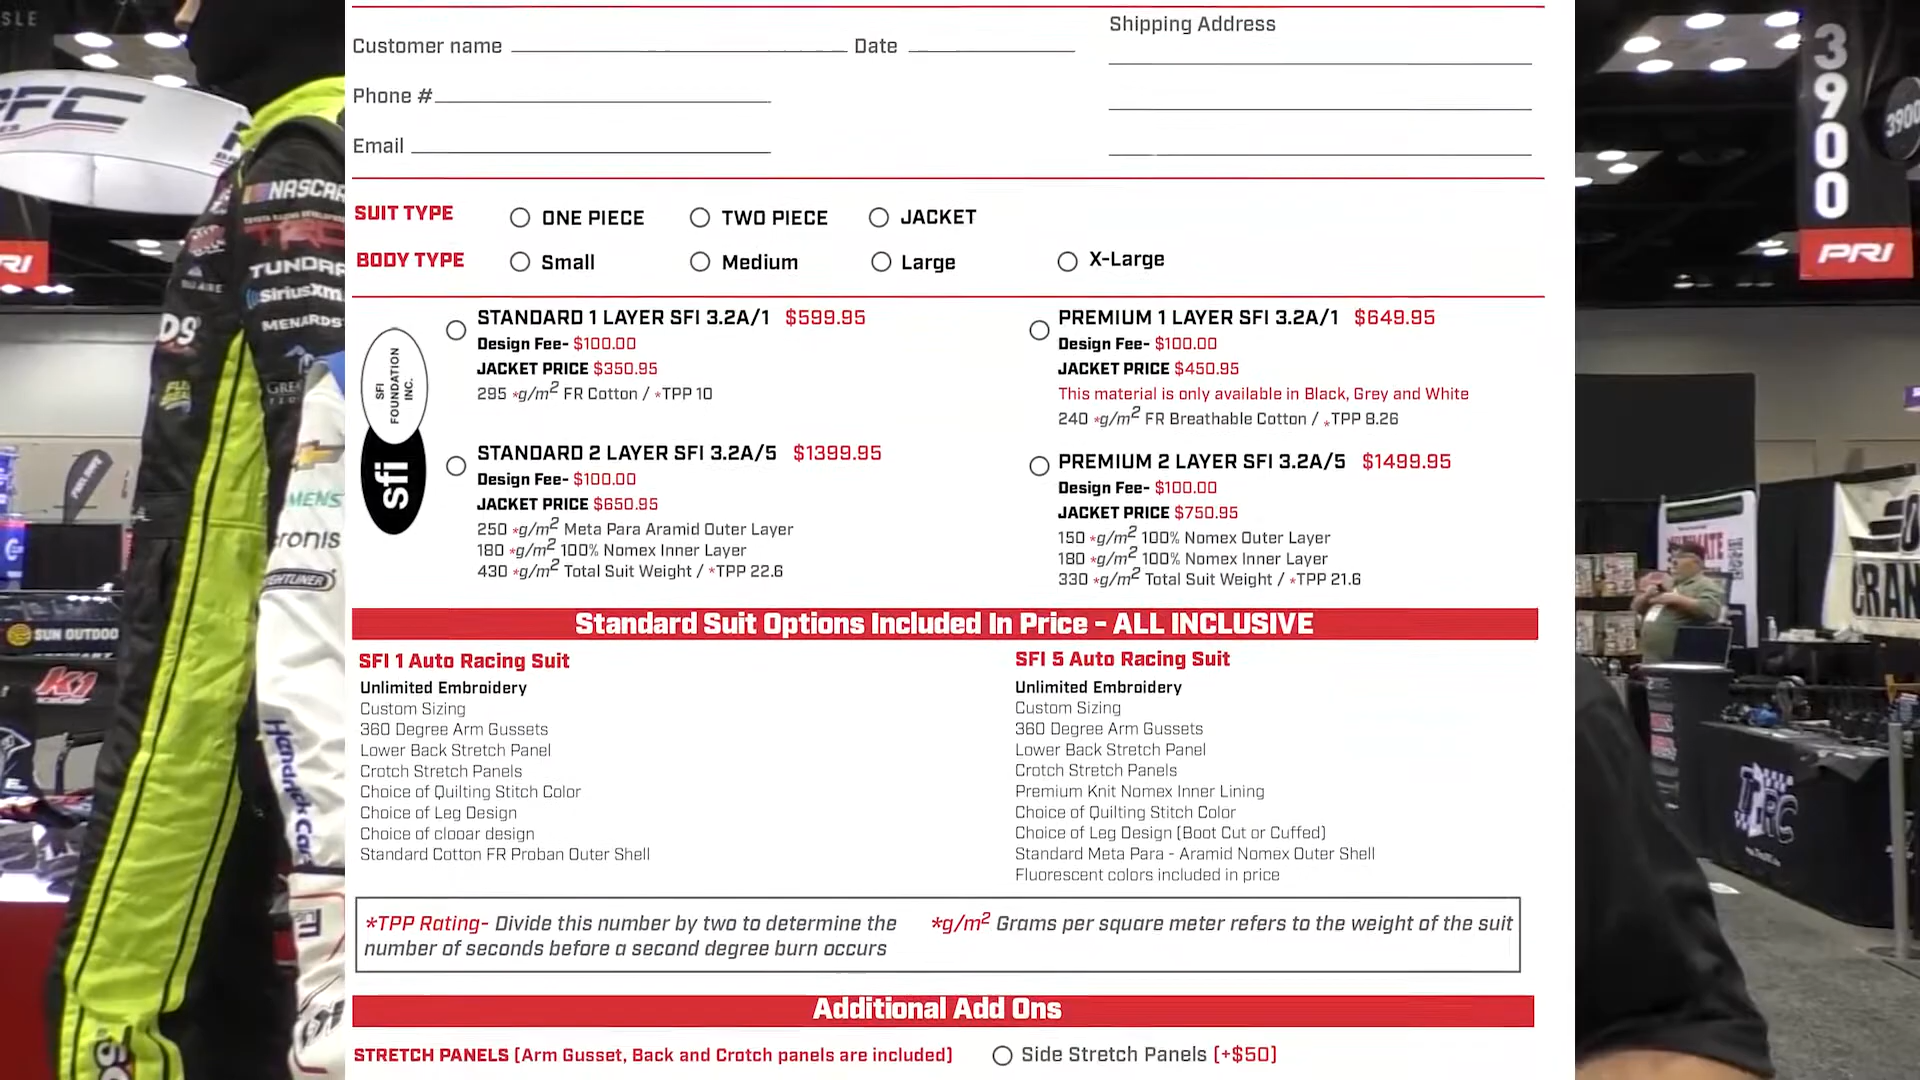 SLE
PFC
RI
NASCAR
TRD
TUNDRA
SiriusXM
MENARDS
DS
SUN OUTDOO
K1
Hendrick Cars
Customer name
Date
Shipping Address
Phone #
Email
SUIT TYPE
ONE PIECE
TWO PIECE
JACKET
BODY TYPE
Small
Medium
Large
X-Large
SFI
FOUNDATION
INC.
sfi
STANDARD 1 LAYER SFI 3.2A/1 $599.95
Design Fee- $100.00
JACKET PRICE $350.95
295 *g/m² FR Cotton / *TPP 10
PREMIUM 1 LAYER SFI 3.2A/1 $649.95
Design Fee- $100.00
JACKET PRICE $450.95
This material is only available in Black, Grey and White
240 *g/m² FR Breathable Cotton / *TPP 8.26
STANDARD 2 LAYER SFI 3.2A/5 $1399.95
Design Fee- $100.00
JACKET PRICE $650.95
250 *g/m² Meta Para Aramid Outer Layer
180 *g/m² 100% Nomex Inner Layer
430 *g/m² Total Suit Weight / *TPP 22.6
PREMIUM 2 LAYER SFI 3.2A/5 $1499.95
Design Fee- $100.00
JACKET PRICE $750.95
150 *g/m² 100% Nomex Outer Layer
180 *g/m² 100% Nomex Inner Layer
330 *g/m² Total Suit Weight / *TPP 21.6
Standard Suit Options Included In Price - ALL INCLUSIVE
SFI 1 Auto Racing Suit
Unlimited Embroidery
Custom Sizing
360 Degree Arm Gussets
Lower Back Stretch Panel
Crotch Stretch Panels
Choice of Quilting Stitch Color
Choice of Leg Design
Choice of clooar design
Standard Cotton FR Proban Outer Shell
SFI 5 Auto Racing Suit
Unlimited Embroidery
Custom Sizing
360 Degree Arm Gussets
Lower Back Stretch Panel
Crotch Stretch Panels
Premium Knit Nomex Inner Lining
Choice of Quilting Stitch Color
Choice of Leg Design (Boot Cut or Cuffed)
Standard Meta Para - Aramid Nomex Outer Shell
Fluorescent colors included in price
*TPP Rating- Divide this number by two to determine the
number of seconds before a second degree burn occurs
*g/m² Grams per square meter refers to the weight of the suit
Additional Add Ons
STRETCH PANELS (Arm Gusset, Back and Crotch panels are included)
Side Stretch Panels (+$50)
3900
3900
PRI
CRAN
TRC